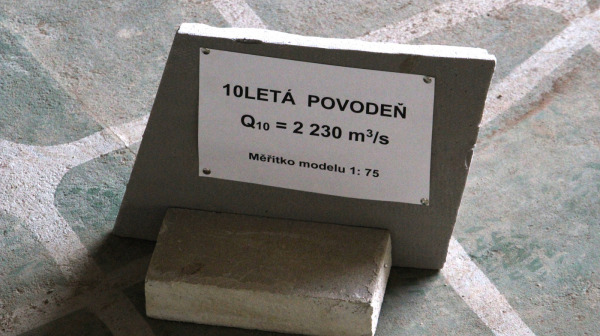 10LETÁ POVODEŇ
Q₁₀ = 2 230 m³/s
Měřítko modelu 1: 75